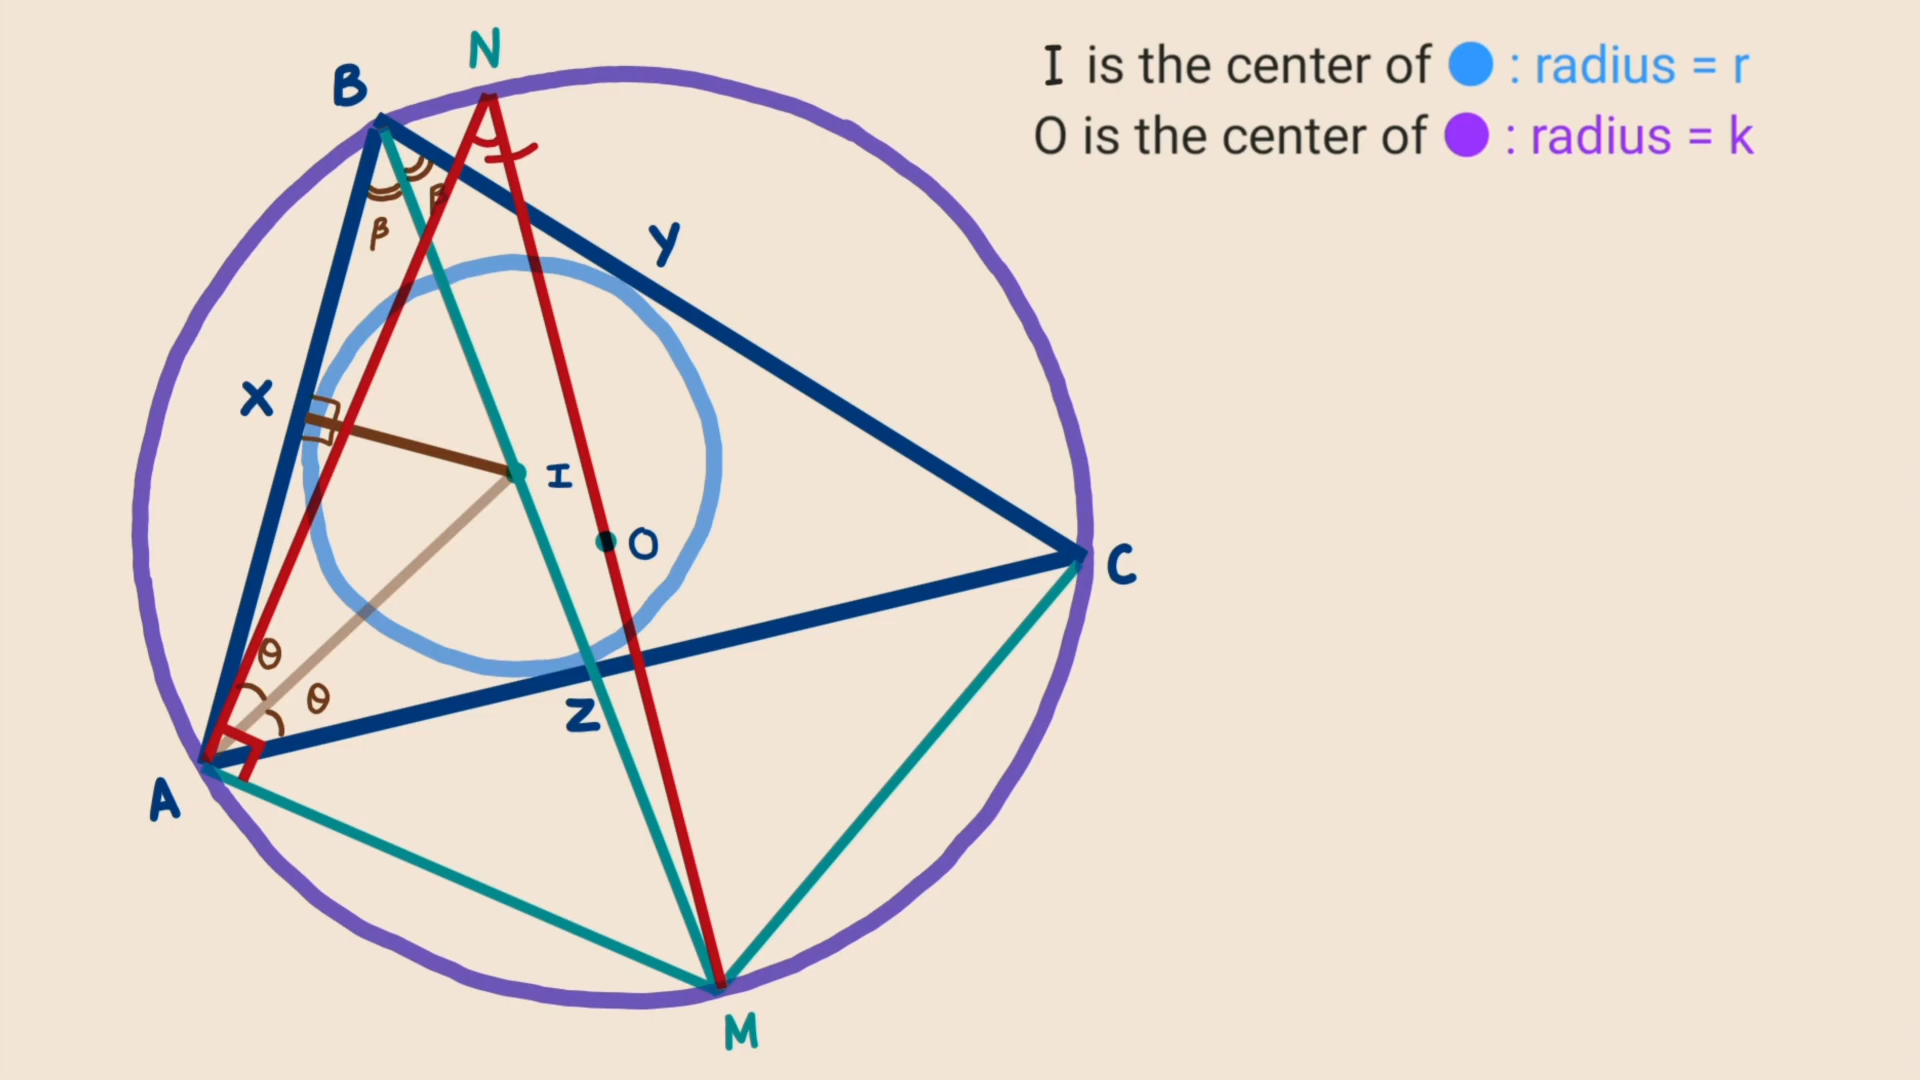 I is the center of : radius = r
O is the center of : radius = k
N
B
β
β
y
x
I
O
C
θ
θ
z
A
M